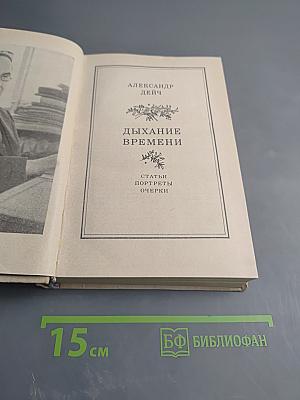 АЛЕКСАНДР
ДЕЙЧ
ДЫХАНИЕ
ВРЕМЕНИ
СТАТЬИ
ПОРТРЕТЫ
ОЧЕРКИ
15 см
БФ БИБЛИОФАН